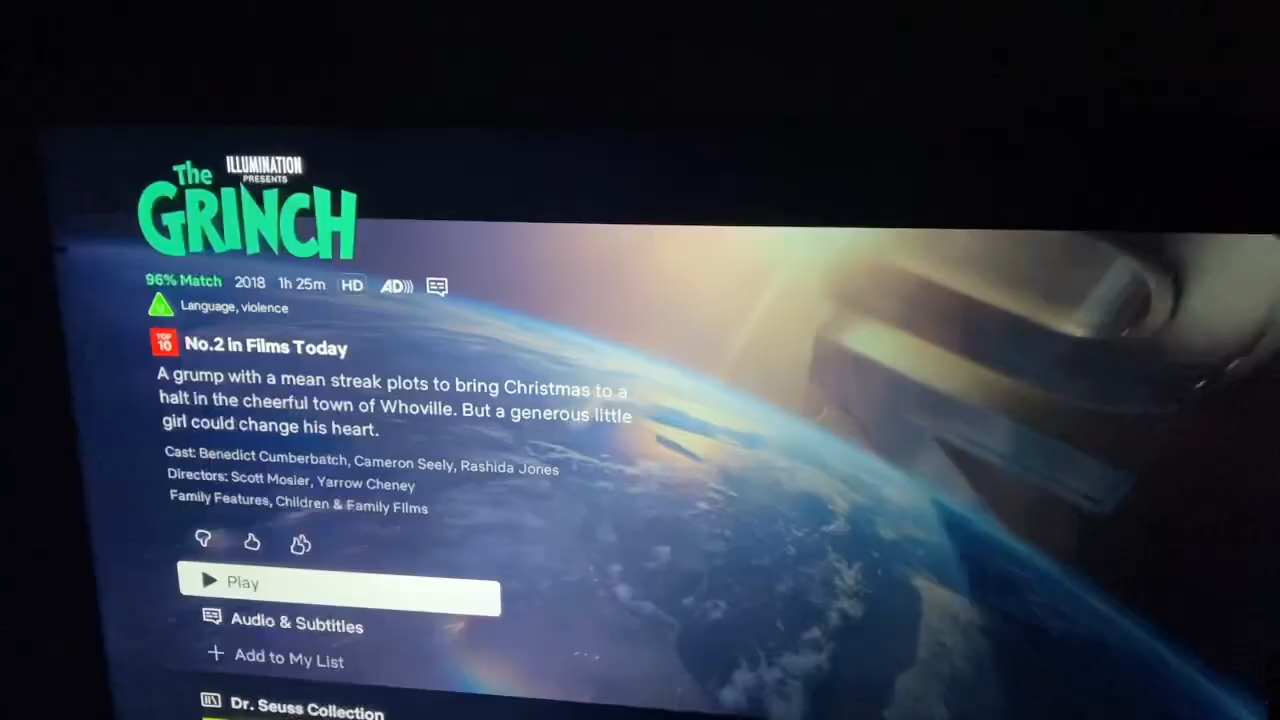 ILLUMINATION
PRESENTS
The
GRINCH
96% Match 2018 1h 25m HD AD)))
U Language, violence
TOP
10
No.2 in Films Today
A grump with a mean streak plots to bring Christmas to a
halt in the cheerful town of Whoville. But a generous little
girl could change his heart.
Cast: Benedict Cumberbatch, Cameron Seely, Rashida Jones
Directors: Scott Mosier, Yarrow Cheney
Family Features, Children & Family Films
Play
Audio & Subtitles
Add to My List
Dr. Seuss Collection